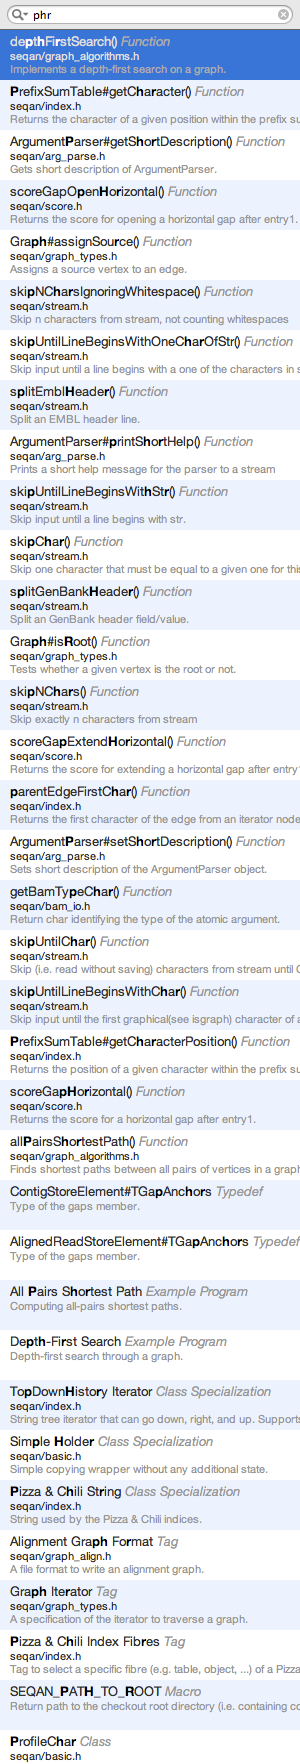 phr
depthFirstSearch() Function
seqan/graph_algorithms.h
Implements a depth-first search on a graph.
PrefixSumTable#getCharacter() Function
seqan/index.h
Returns the character of a given position within the prefix su
ArgumentParser#getShortDescription() Function
seqan/arg_parse.h
Gets short description of ArgumentParser.
scoreGapOpenHorizontal() Function
seqan/score.h
Returns the score for opening a horizontal gap after entry1.
Graph#assignSource() Function
seqan/graph_types.h
Assigns a source vertex to an edge.
skipNCharsIgnoringWhitespace() Function
seqan/stream.h
Skip n characters from stream, not counting whitespaces
skipUntilLineBeginsWithOneCharOfStr() Function
seqan/stream.h
Skip input until a line begins with a one of the characters in s
splitEmblHeader() Function
seqan/stream.h
Split an EMBL header line.
ArgumentParser#printShortHelp() Function
seqan/arg_parse.h
Prints a short help message for the parser to a stream
skipUntilLineBeginsWithStr() Function
seqan/stream.h
Skip input until a line begins with str.
skipChar() Function
seqan/stream.h
Skip one character that must be equal to a given one for this
splitGenBankHeader() Function
seqan/stream.h
Split an GenBank header field/value.
Graph#isRoot() Function
seqan/graph_types.h
Tests whether a given vertex is the root or not.
skipNChars() Function
seqan/stream.h
Skip exactly n characters from stream
scoreGapExtendHorizontal() Function
seqan/score.h
Returns the score for extending a horizontal gap after entry
parentEdgeFirstChar() Function
seqan/index.h
Returns the first character of the edge from an iterator node
ArgumentParser#setShortDescription() Function
seqan/arg_parse.h
Sets short description of the ArgumentParser object.
getBamTypeChar() Function
seqan/bam_io.h
Return char identifying the type of the atomic argument.
skipUntilChar() Function
seqan/stream.h
Skip (i.e. read without saving) characters from stream until C
skipUntilLineBeginsWithChar() Function
seqan/stream.h
Skip input until the first graphical(see isgraph) character of a
PrefixSumTable#getCharacterPosition() Function
seqan/index.h
Returns the position of a given character within the prefix su
scoreGapHorizontal() Function
seqan/score.h
Returns the score for a horizontal gap after entry1.
allPairsShortestPath() Function
seqan/graph_algorithms.h
Finds shortest paths between all pairs of vertices in a graph
ContigStoreElement#TGapAnchors Typedef
Type of the gaps member.
AlignedReadStoreElement#TGapAnchors Typedef
Type of the gaps member.
All Pairs Shortest Path Example Program
Computing all-pairs shortest paths.
Depth-First Search Example Program
Depth-first search through a graph.
TopDownHistory Iterator Class Specialization
seqan/index.h
String tree iterator that can go down, right, and up. Supports
Simple Holder Class Specialization
seqan/basic.h
Simple copying wrapper without any additional state.
Pizza & Chili String Class Specialization
seqan/index.h
String used by the Pizza & Chili indices.
Alignment Graph Format Tag
seqan/graph_align.h
A file format to write an alignment graph.
Graph Iterator Tag
seqan/graph_types.h
A specification of the iterator to traverse a graph.
Pizza & Chili Index Fibres Tag
seqan/index.h
Tag to select a specific fibre (e.g. table, object, ...) of a Pizza
SEQAN_PATH_TO_ROOT Macro
Return path to the checkout root directory (i.e. containing co
ProfileChar Class
seqan/basic.h